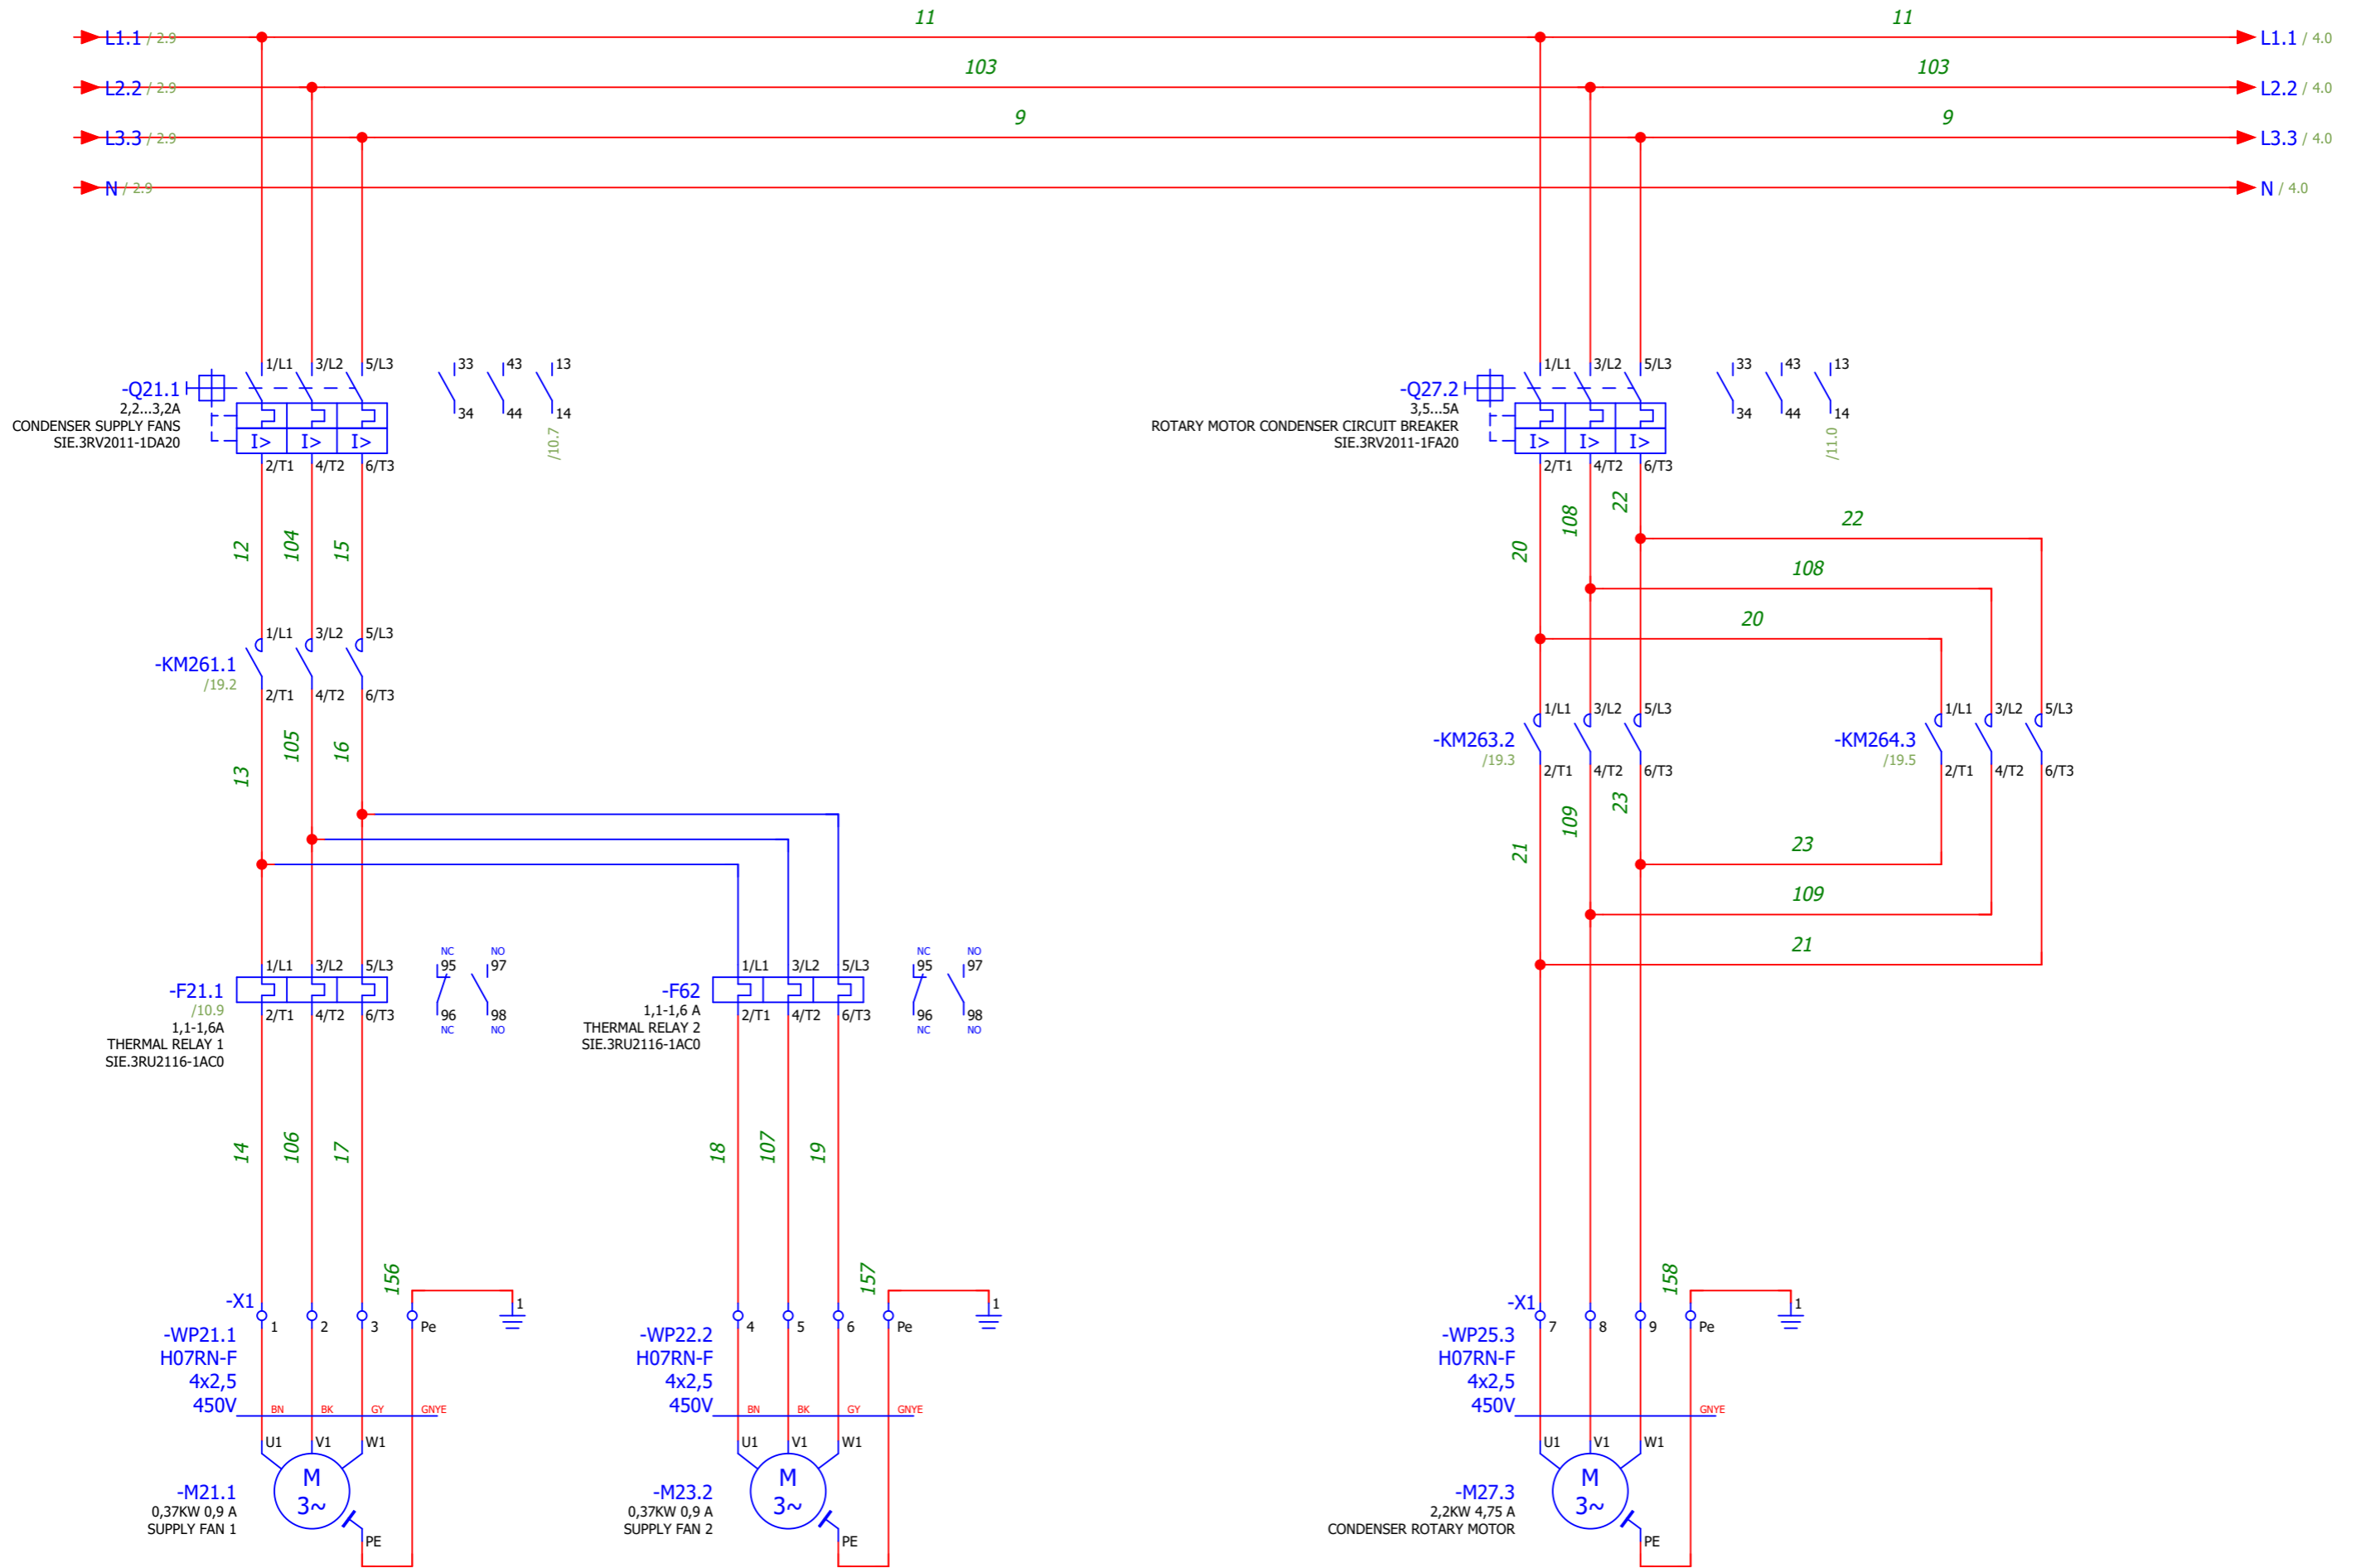 11
11
L1.1 / 2.9
L1.1 / 4.0
103
103
L2.2 / 2.9
L2.2 / 4.0
9
9
L3.3 / 2.9
L3.3 / 4.0
N / 2.9
N / 4.0
1/L1 3/L2 5/L3
33 43 13
-Q21.1
2,2...3,2A
CONDENSER SUPPLY FANS
SIE.3RV2011-1DA20
I> I> I>
34 44 14
/10.7
2/T1 4/T2 6/T3
1/L1 3/L2 5/L3
33 43 13
-Q27.2
3,5...5A
ROTARY MOTOR CONDENSER CIRCUIT BREAKER
SIE.3RV2011-1FA20
I> I> I>
34 44 14
/11.0
2/T1 4/T2 6/T3
12 104 15
20 108 22
22
108
20
1/L1 3/L2 5/L3
-KM261.1
/19.2
2/T1 4/T2 6/T3
13 105 16
1/L1 3/L2 5/L3
-KM263.2
/19.3
2/T1 4/T2 6/T3
1/L1 3/L2 5/L3
-KM264.3
/19.5
2/T1 4/T2 6/T3
21 109 23
23
109
21
1/L1 3/L2 5/L3
NC NO
95 97
-F21.1
/10.9
1,1-1,6A
THERMAL RELAY 1
SIE.3RU2116-1AC0
2/T1 4/T2 6/T3
96 98
NC NO
1/L1 3/L2 5/L3
NC NO
95 97
-F62
1,1-1,6 A
THERMAL RELAY 2
SIE.3RU2116-1AC0
2/T1 4/T2 6/T3
96 98
NC NO
14 106 17
18 107 19
156
157
158
-X1
1 2 3 Pe
1
-WP21.1
H07RN-F
4x2,5
450V
BN BK GY GNYE
U1 V1 W1
M
3~
-M21.1
0,37KW 0,9 A
SUPPLY FAN 1
PE
4 5 6 Pe
1
-WP22.2
H07RN-F
4x2,5
450V
BN BK GY GNYE
U1 V1 W1
M
3~
-M23.2
0,37KW 0,9 A
SUPPLY FAN 2
PE
-X1
7 8 9 Pe
1
-WP25.3
H07RN-F
4x2,5
450V
GNYE
U1 V1 W1
M
3~
-M27.3
2,2KW 4,75 A
CONDENSER ROTARY MOTOR
PE